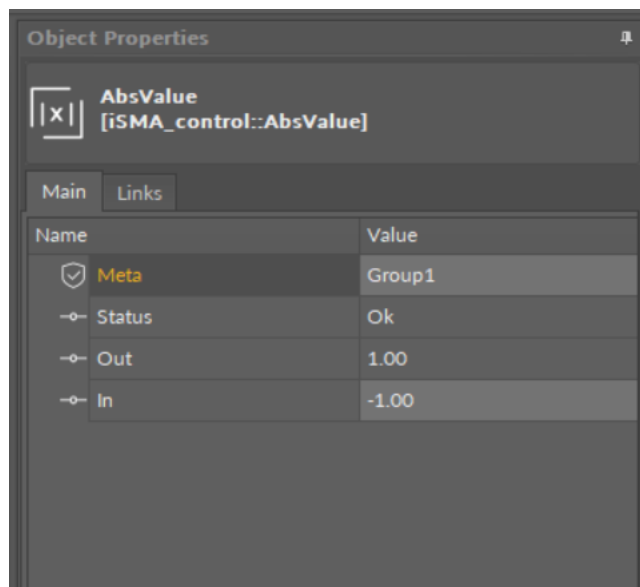 Object Properties
|x|
AbsValue
[iSMA_control::AbsValue]
Main Links
Name Value
Meta Group1
Status Ok
Out 1.00
In -1.00